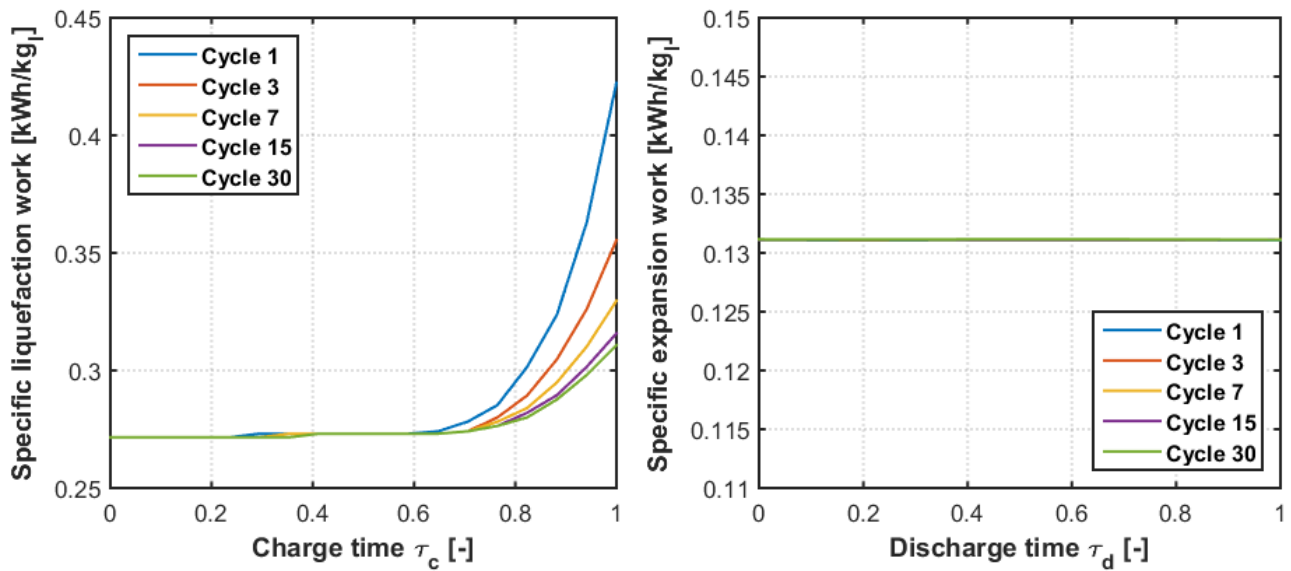 Specific liquefaction work [kWh/kg_l]
0.45
0.4
0.35
0.3
0.25
Cycle 1
Cycle 3
Cycle 7
Cycle 15
Cycle 30
0 0.2 0.4 0.6 0.8 1
Charge time τ_c [-]
Specific expansion work [kWh/kg_l]
0.15
0.145
0.14
0.135
0.13
0.125
0.12
0.115
0.11
Cycle 1
Cycle 3
Cycle 7
Cycle 15
Cycle 30
0 0.2 0.4 0.6 0.8 1
Discharge time τ_d [-]